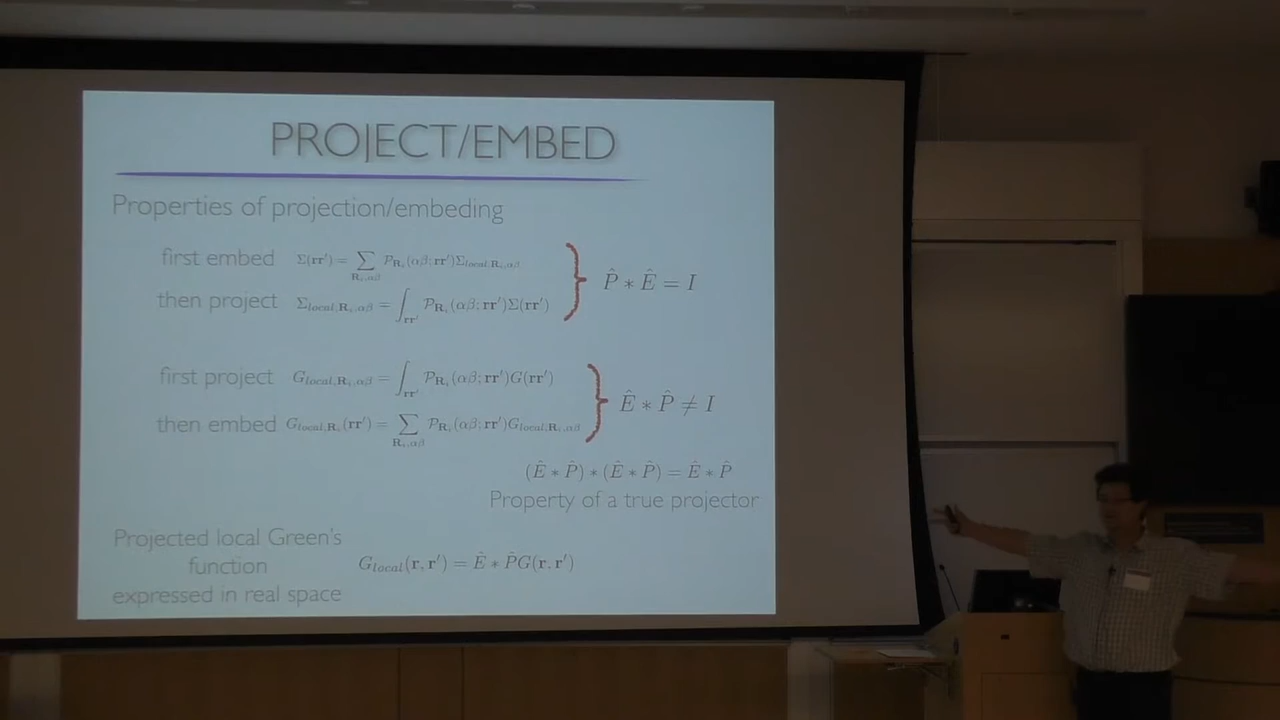 PROJECT/EMBED
Properties of projection/embeding
first embed Σ(rr') = ∑_{R_i,αβ} P_{R_i}(αβ; rr')Σ_{local,R_i,αβ}
then project Σ_{local,R_i,αβ} = ∫_{rr'} P_{R_i}(αβ; rr')Σ(rr')
P̂ * Ê = I
first project G_{local,R_i,αβ} = ∫_{rr'} P_{R_i}(αβ; rr')G(rr')
then embed G_{local,R_i}(rr') = ∑_{R_i,αβ} P_{R_i}(αβ; rr')G_{local,R_i,αβ}
Ê * P̂ ≠ I
(Ê * P̂) * (Ê * P̂) = Ê * P̂
Property of a true projector
Projected local Green's
function
expressed in real space
G_{local}(r, r') = Ê * P̂G(r, r')